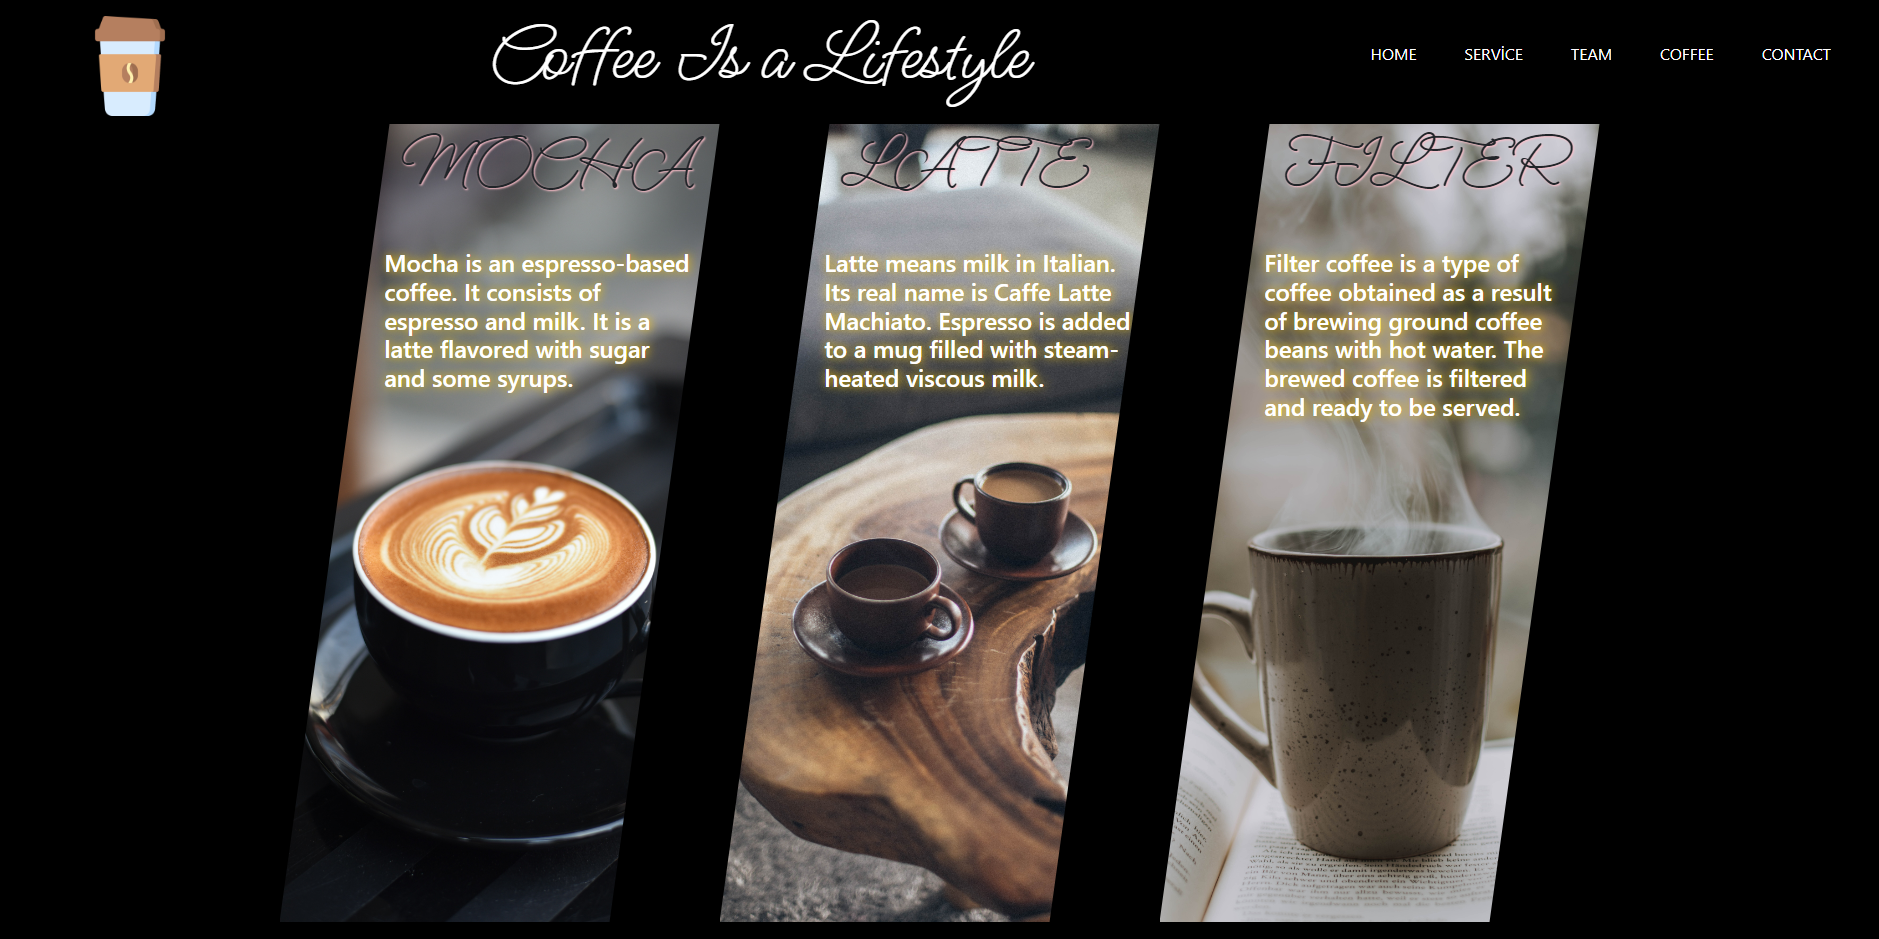 Coffee Is a Lifestyle
HOME SERVİCE TEAM COFFEE CONTACT
MOCHA
Mocha is an espresso-based
coffee. It consists of
espresso and milk. It is a
latte flavored with sugar
and some syrups.
LATTE
Latte means milk in Italian.
Its real name is Caffe Latte
Machiato. Espresso is added
to a mug filled with steam-
heated viscous milk.
FILTER
Filter coffee is a type of
coffee obtained as a result
of brewing ground coffee
beans with hot water. The
brewed coffee is filtered
and ready to be served.